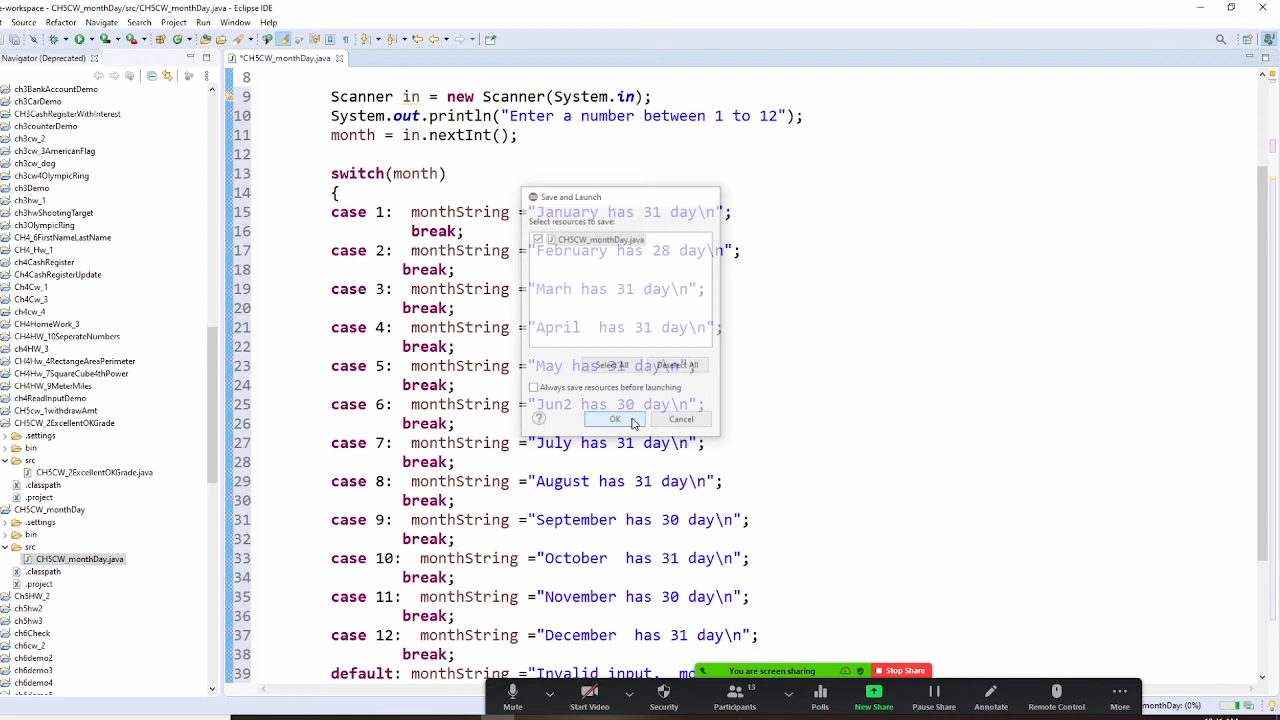 e-workspace - CH5CW_monthDay/src/CH5CW_monthDay.java - Eclipse IDE
Source Refactor Navigate Search Project Run Window Help
Navigator (Deprecated)
*CH5CW_monthDay.java
ch3BankAccountDemo
ch3CarDemo
CH3CashRegisterWithInterest
ch3counterDemo
ch3cw_2
ch3cw_3AmericanFlag
ch3cw_dog
ch3cw4OlympicRing
ch3Demo
ch3hw_1
ch3hwShootingTarget
ch3OlympicRing
CH4_6FirstNameLastName
CH4_Hw_1
ch4CashRegister
Ch4CashRegisterUpdate
Ch4Cw_1
Ch4Cw_3
ch4cw_4
CH4HomeWork_3
CH4HW_10SeperateNumbers
ch4HW_3
CH4HW_4RectangeAreaPerimeter
CH4Hw_7SquareCube4thPower
CH4HW_9MeterMiles
ch4ReadInputDemo
CH5cw_1withdrawAmt
CH5CW_2ExcellentOKGrade
.settings
bin
src
CH5CW_2ExcellentOKGrade.java
.classpath
.project
CH5CW_monthDay
.settings
bin
src
CH5CW_monthDay.java
.classpath
.project
Ch5HW_2
ch5hw2
ch5hw3
ch6Check
ch6cw_2
ch6demo2
ch6demo3
ch6demo4
8
9 Scanner in = new Scanner(System.in);
10 System.out.println("Enter a number between 1 to 12");
11 month = in.nextInt();
12
13 switch(month)
14 {
15 case 1: monthString ="January has 31 day\n";
16 break;
17 case 2: monthString ="February has 28 day\n";
18 break;
19 case 3: monthString ="Marh has 31 day\n";
20 break;
21 case 4: monthString ="April has 31 day\n";
22 break;
23 case 5: monthString ="May has 31 day\n";
24 break;
25 case 6: monthString ="Jun2 has 30 day\n";
26 break;
27 case 7: monthString ="July has 31 day\n";
28 break;
29 case 8: monthString ="August has 31 day\n";
30 break;
31 case 9: monthString ="September has 30 day\n";
32 break;
33 case 10: monthString ="October has 31 day\n";
34 break;
35 case 11: monthString ="November has 30 day\n";
36 break;
37 case 12: monthString ="December has 31 day\n";
38 break;
39 default: monthString ="Invalid input, mo
Save and Launch
Select resources to save:
CH5CW_monthDay.java
Select All Deselect All
Always save resources before launching
OK Cancel
You are screen sharing Stop Share
Mute Start Video Security Participants 13 Polls New Share Pause Share Annotate Remote Control More
monthDay: (0%)